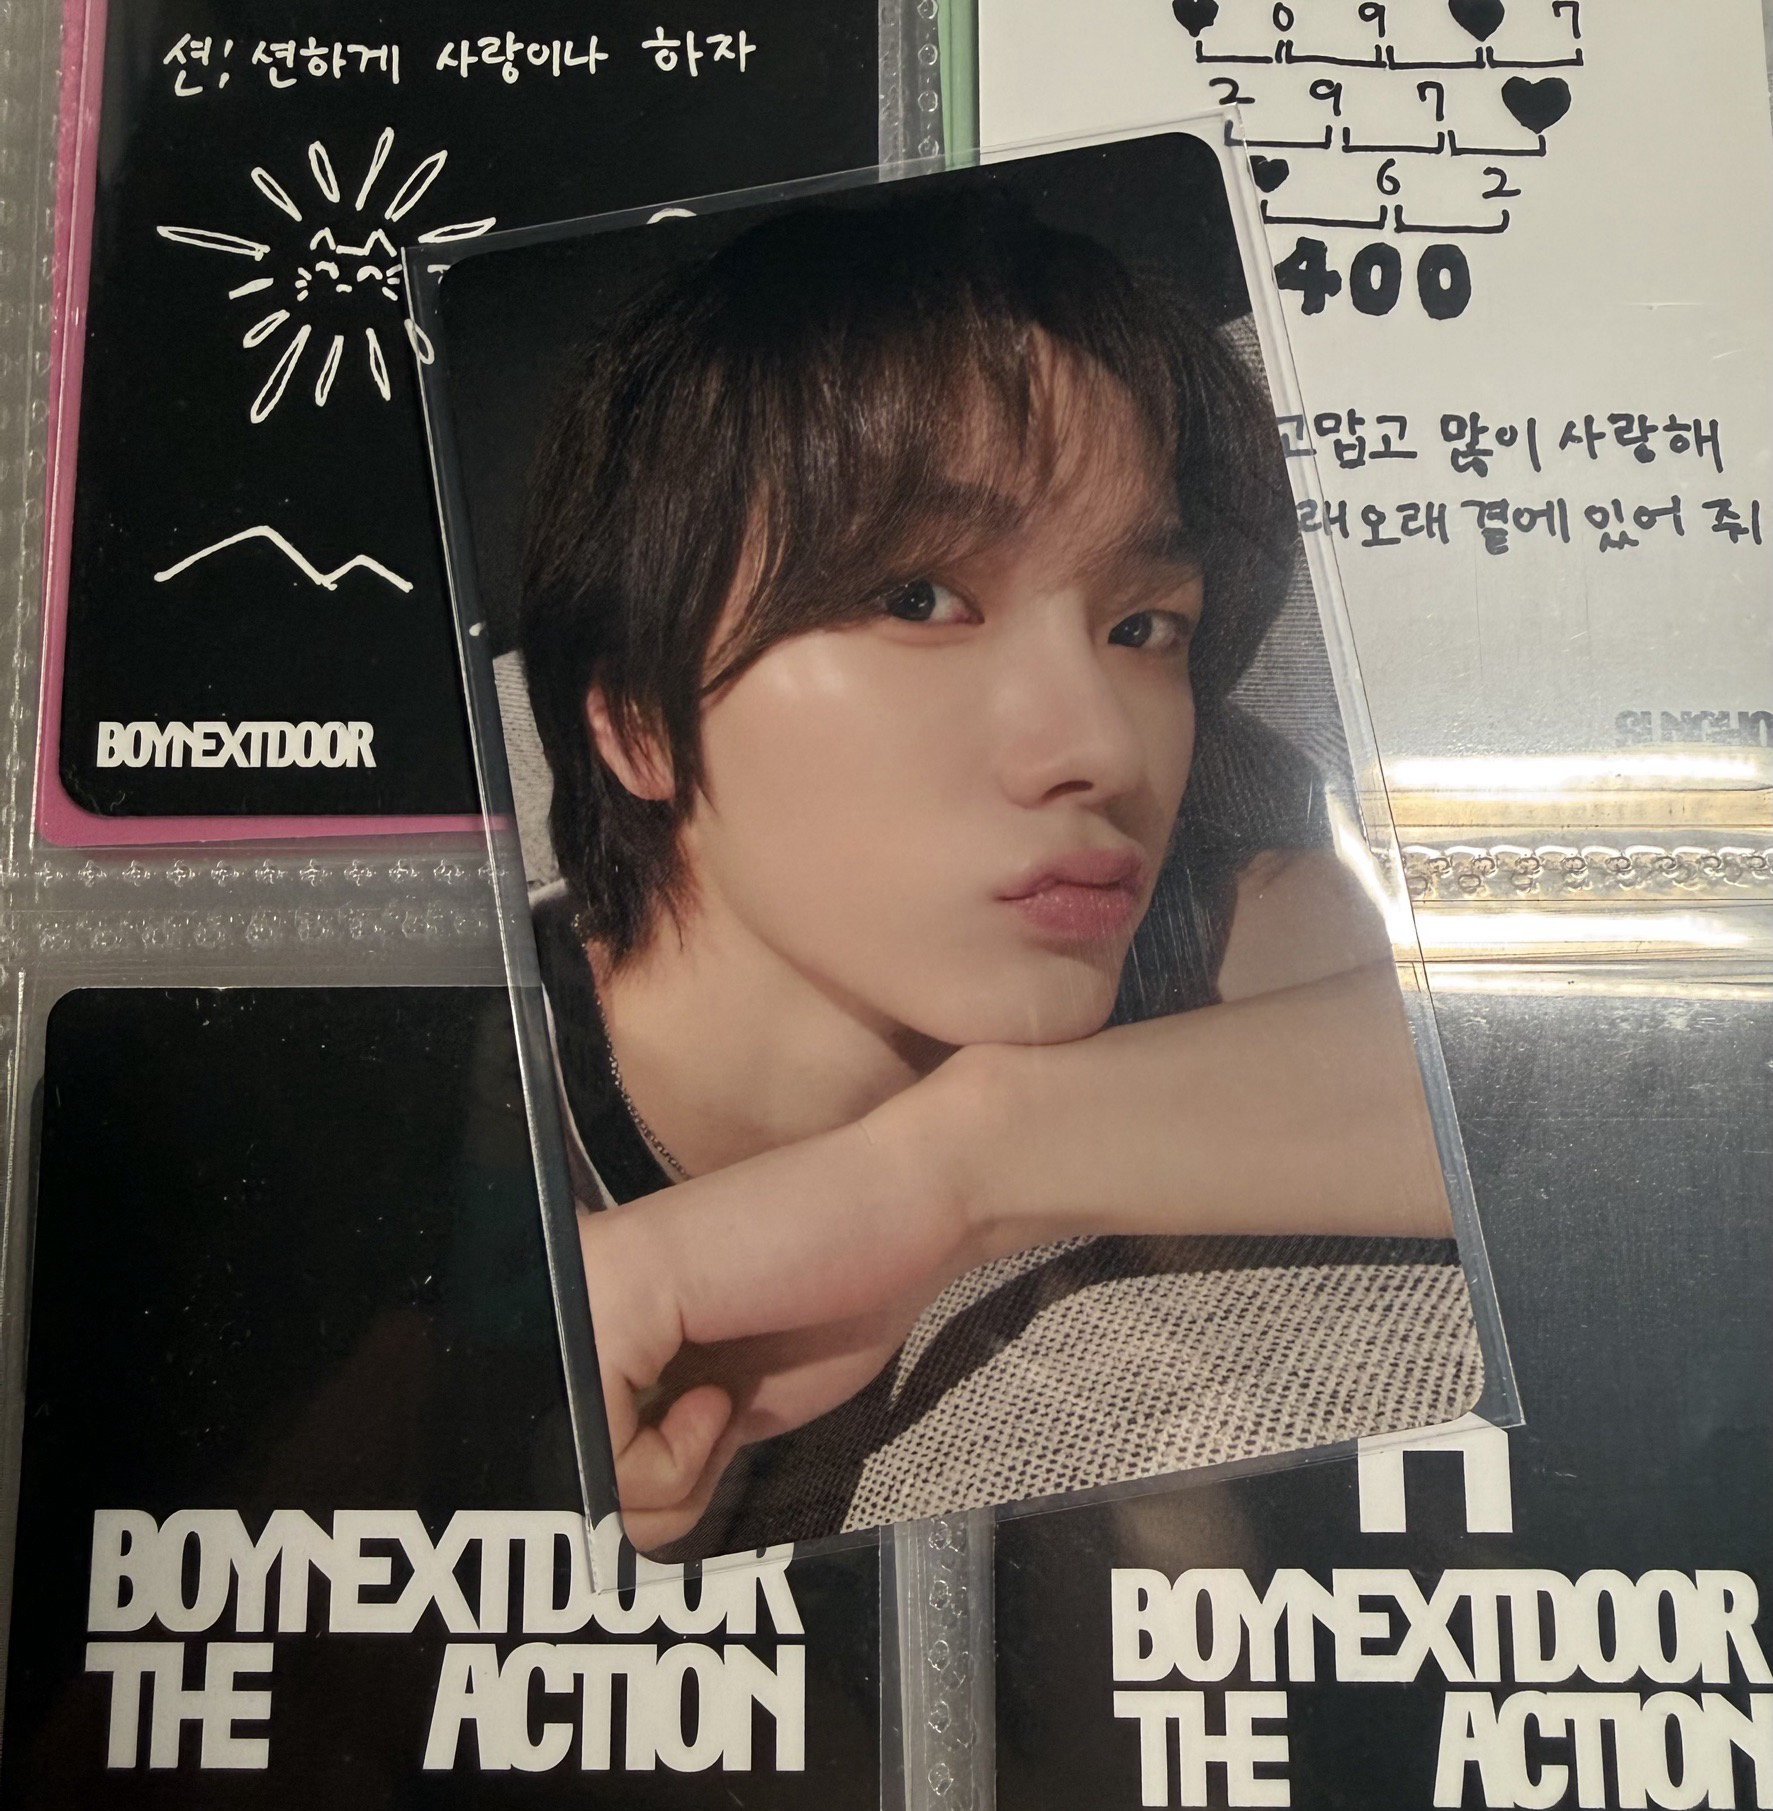 션! 션하게 사랑이나 하자
BOYNEXTDOOR
0 9 7
2 9 7
6 2
400
고맙고 많이 사랑해
래오래 곁에 있어 줘
SUNGHO
BOYNEXTDOOR
THE ACTION
BOYNEXTDOOR
THE ACTION